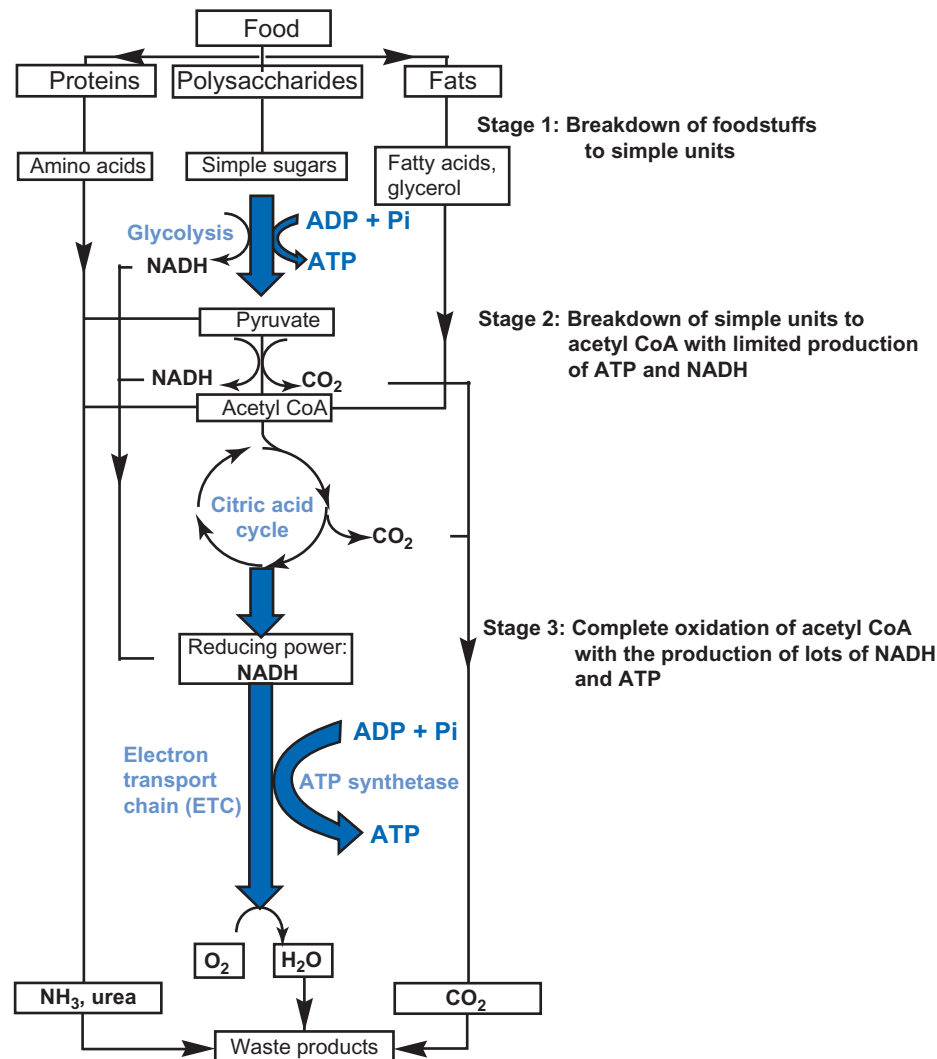 Food
Proteins
Polysaccharides
Fats
Stage 1: Breakdown of foodstuffs
to simple units
Amino acids
Simple sugars
Fatty acids,
glycerol
Glycolysis
ADP + Pi
ATP
NADH
Pyruvate
Stage 2: Breakdown of simple units to
acetyl CoA with limited production
of ATP and NADH
NADH
CO₂
Acetyl CoA
Citric acid
cycle
CO₂
Stage 3: Complete oxidation of acetyl CoA
with the production of lots of NADH
and ATP
Reducing power:
NADH
ADP + Pi
Electron
transport
chain (ETC)
ATP synthetase
ATP
O₂
H₂O
NH₃, urea
CO₂
Waste products